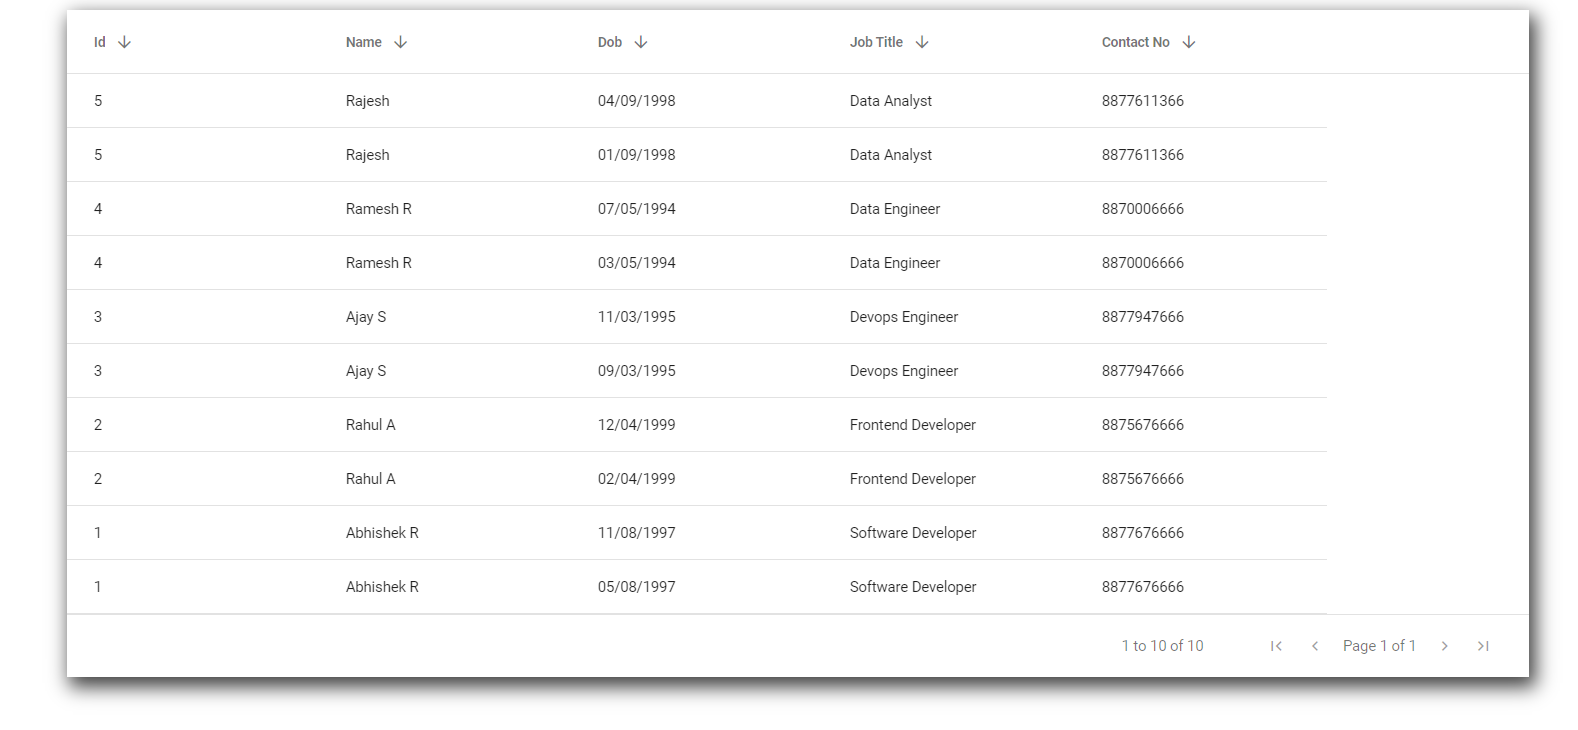 Id Name Dob Job Title Contact No
5 Rajesh 04/09/1998 Data Analyst 8877611366
5 Rajesh 01/09/1998 Data Analyst 8877611366
4 Ramesh R 07/05/1994 Data Engineer 8870006666
4 Ramesh R 03/05/1994 Data Engineer 8870006666
3 Ajay S 11/03/1995 Devops Engineer 8877947666
3 Ajay S 09/03/1995 Devops Engineer 8877947666
2 Rahul A 12/04/1999 Frontend Developer 8875676666
2 Rahul A 02/04/1999 Frontend Developer 8875676666
1 Abhishek R 11/08/1997 Software Developer 8877676666
1 Abhishek R 05/08/1997 Software Developer 8877676666
1 to 10 of 10 Page 1 of 1